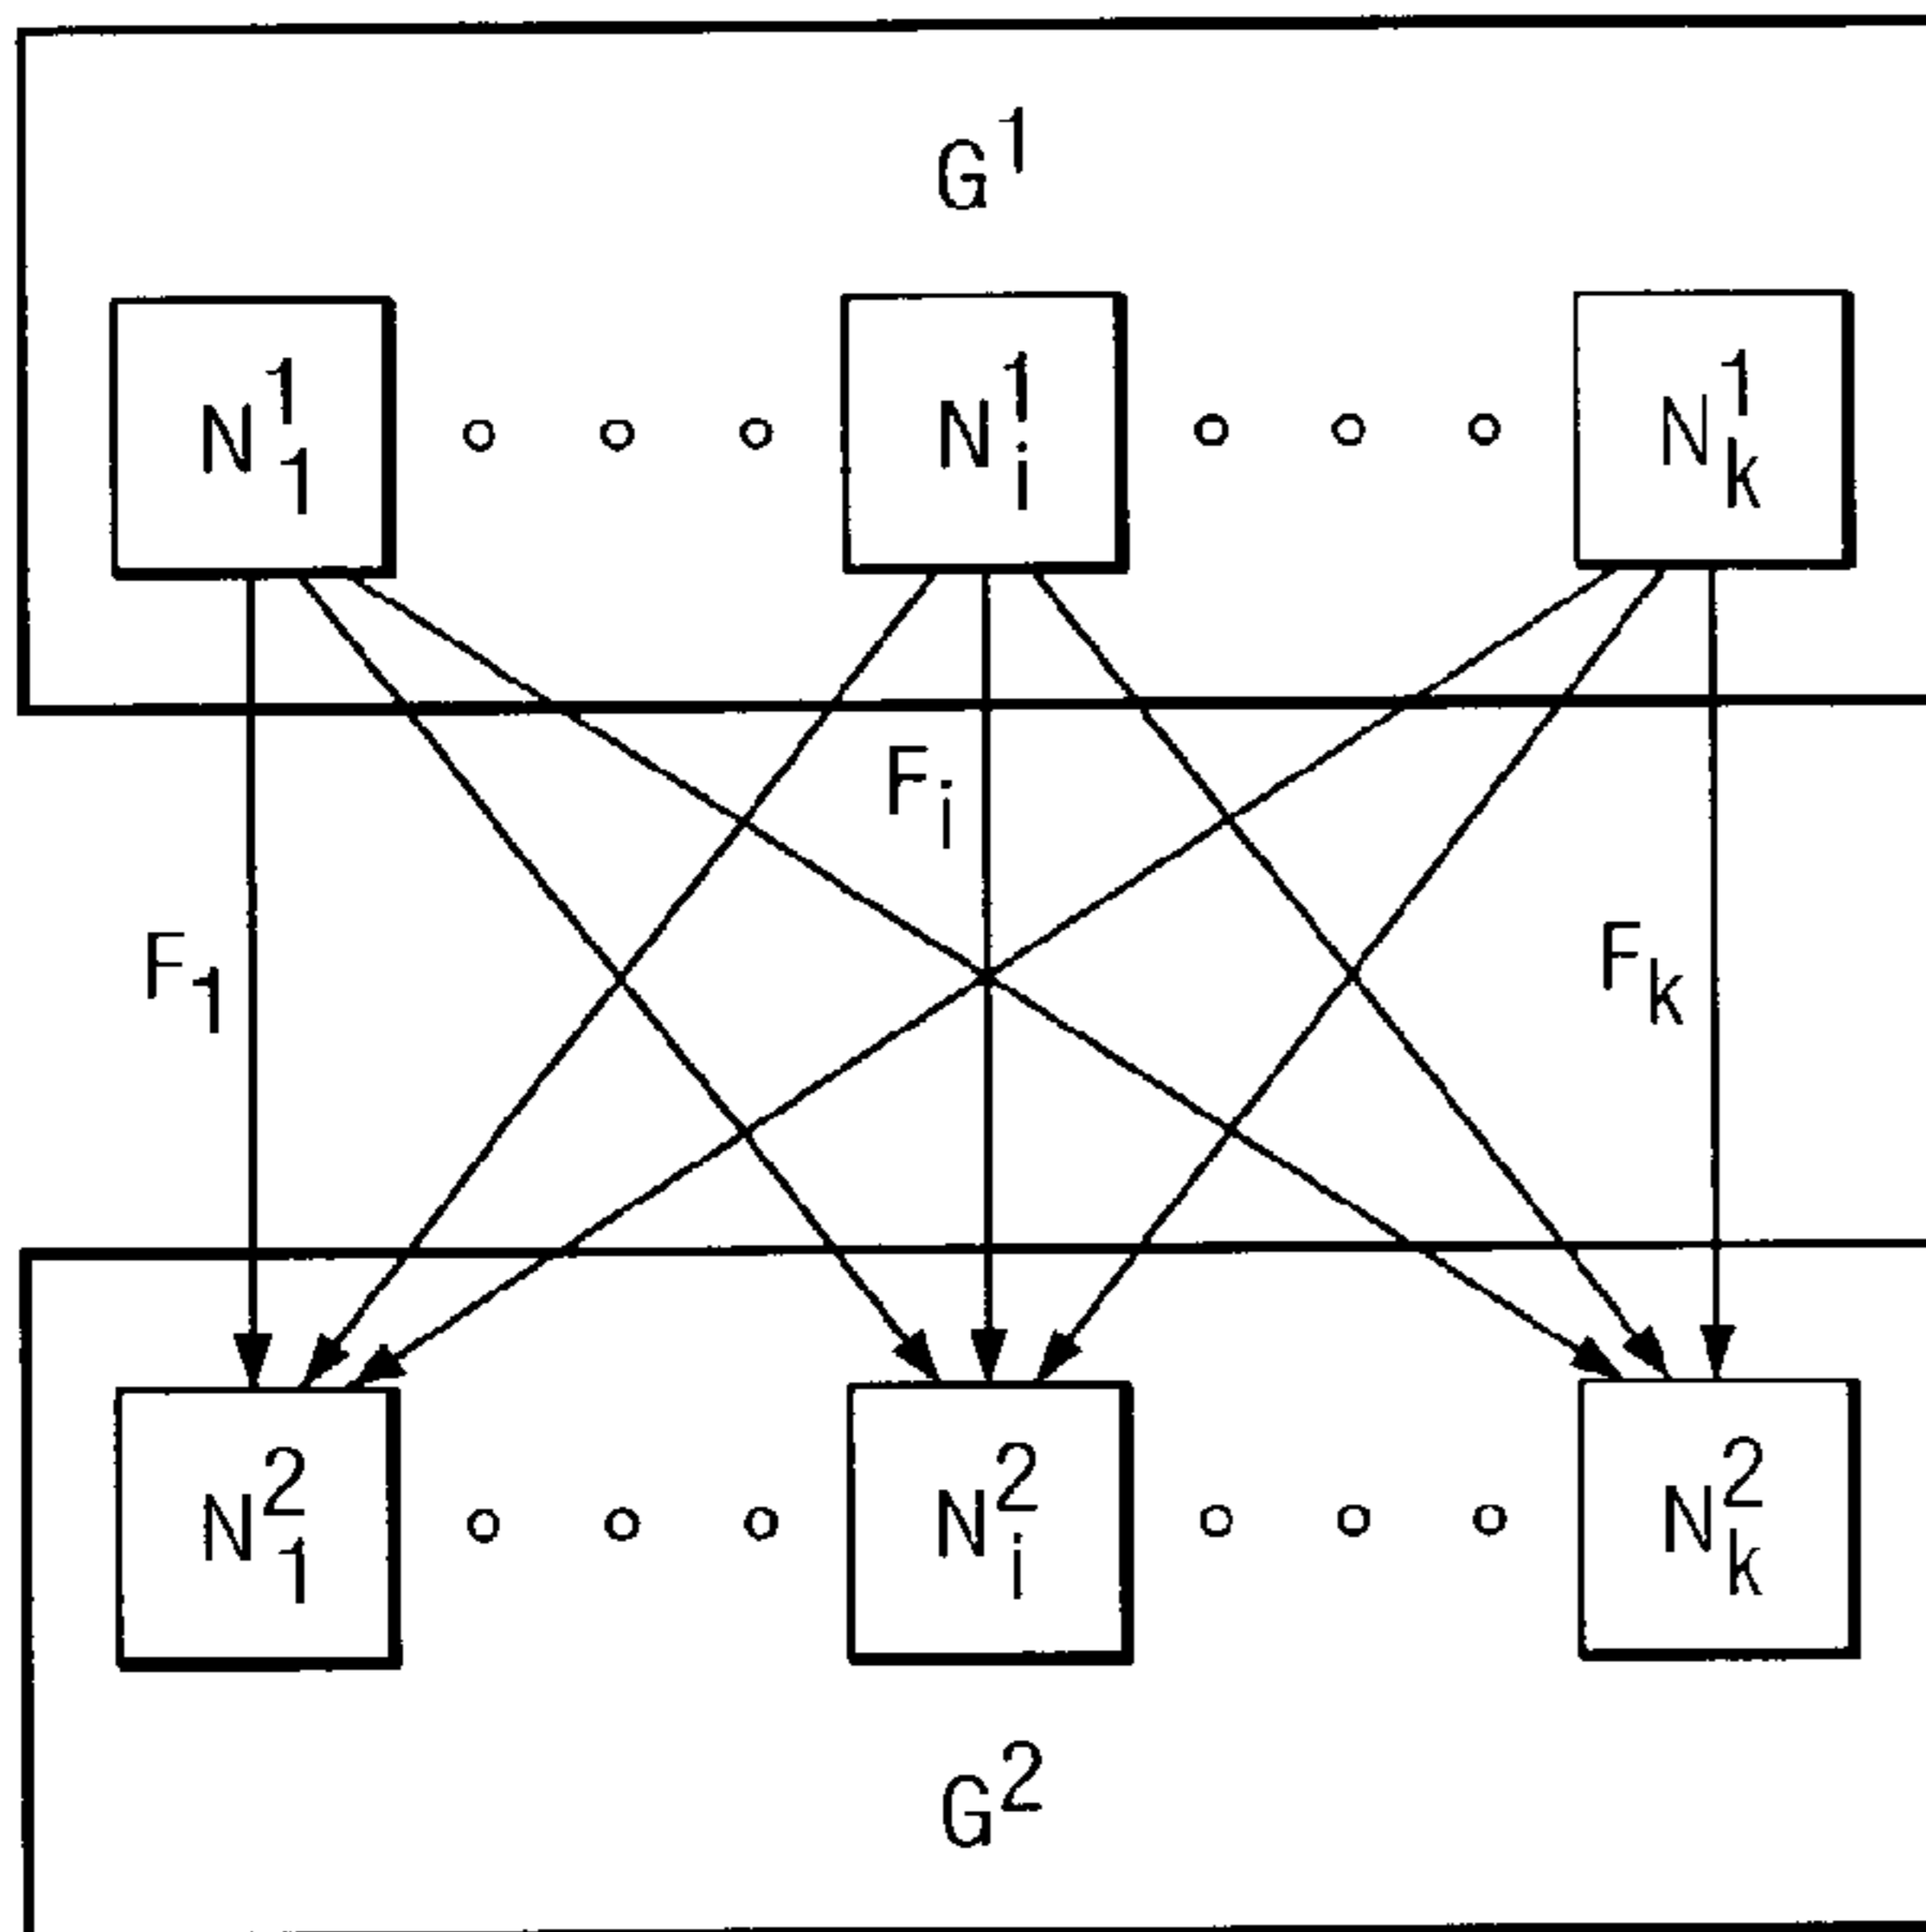 G¹
N₁¹ ∘ ∘ ∘ Nᵢ¹ ∘ ∘ ∘ Nₖ¹
Fᵢ
F₁ Fₖ
N₁² ∘ ∘ ∘ Nᵢ² ∘ ∘ ∘ Nₖ²
G²